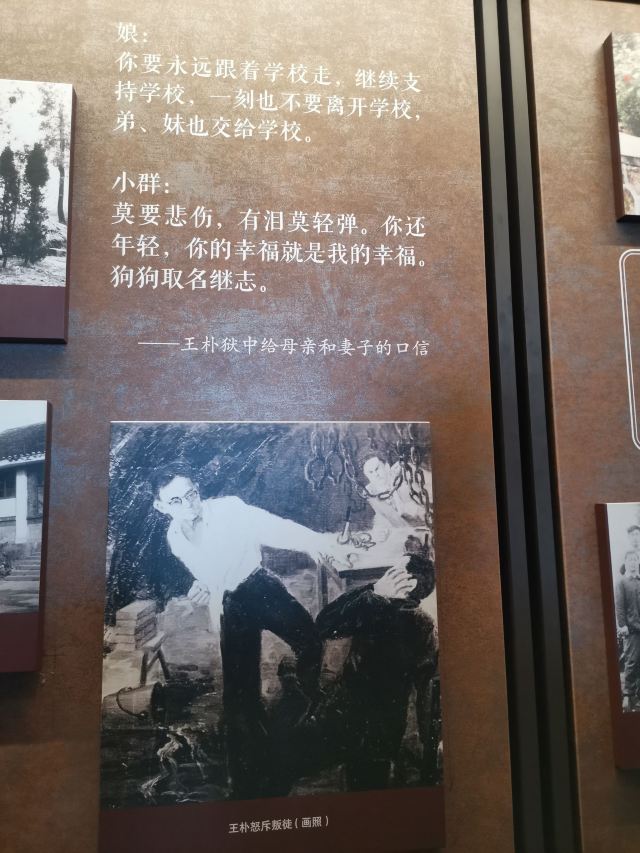 娘：
你要永远跟着学校走，继续支
持学校，一刻也不要离开学校，
弟、妹也交给学校。
小群：
莫要悲伤，有泪莫轻弹。你还
年轻，你的幸福就是我的幸福。
狗狗取名继志。
——王朴狱中给母亲和妻子的口信
王朴怒斥叛徒（画照）